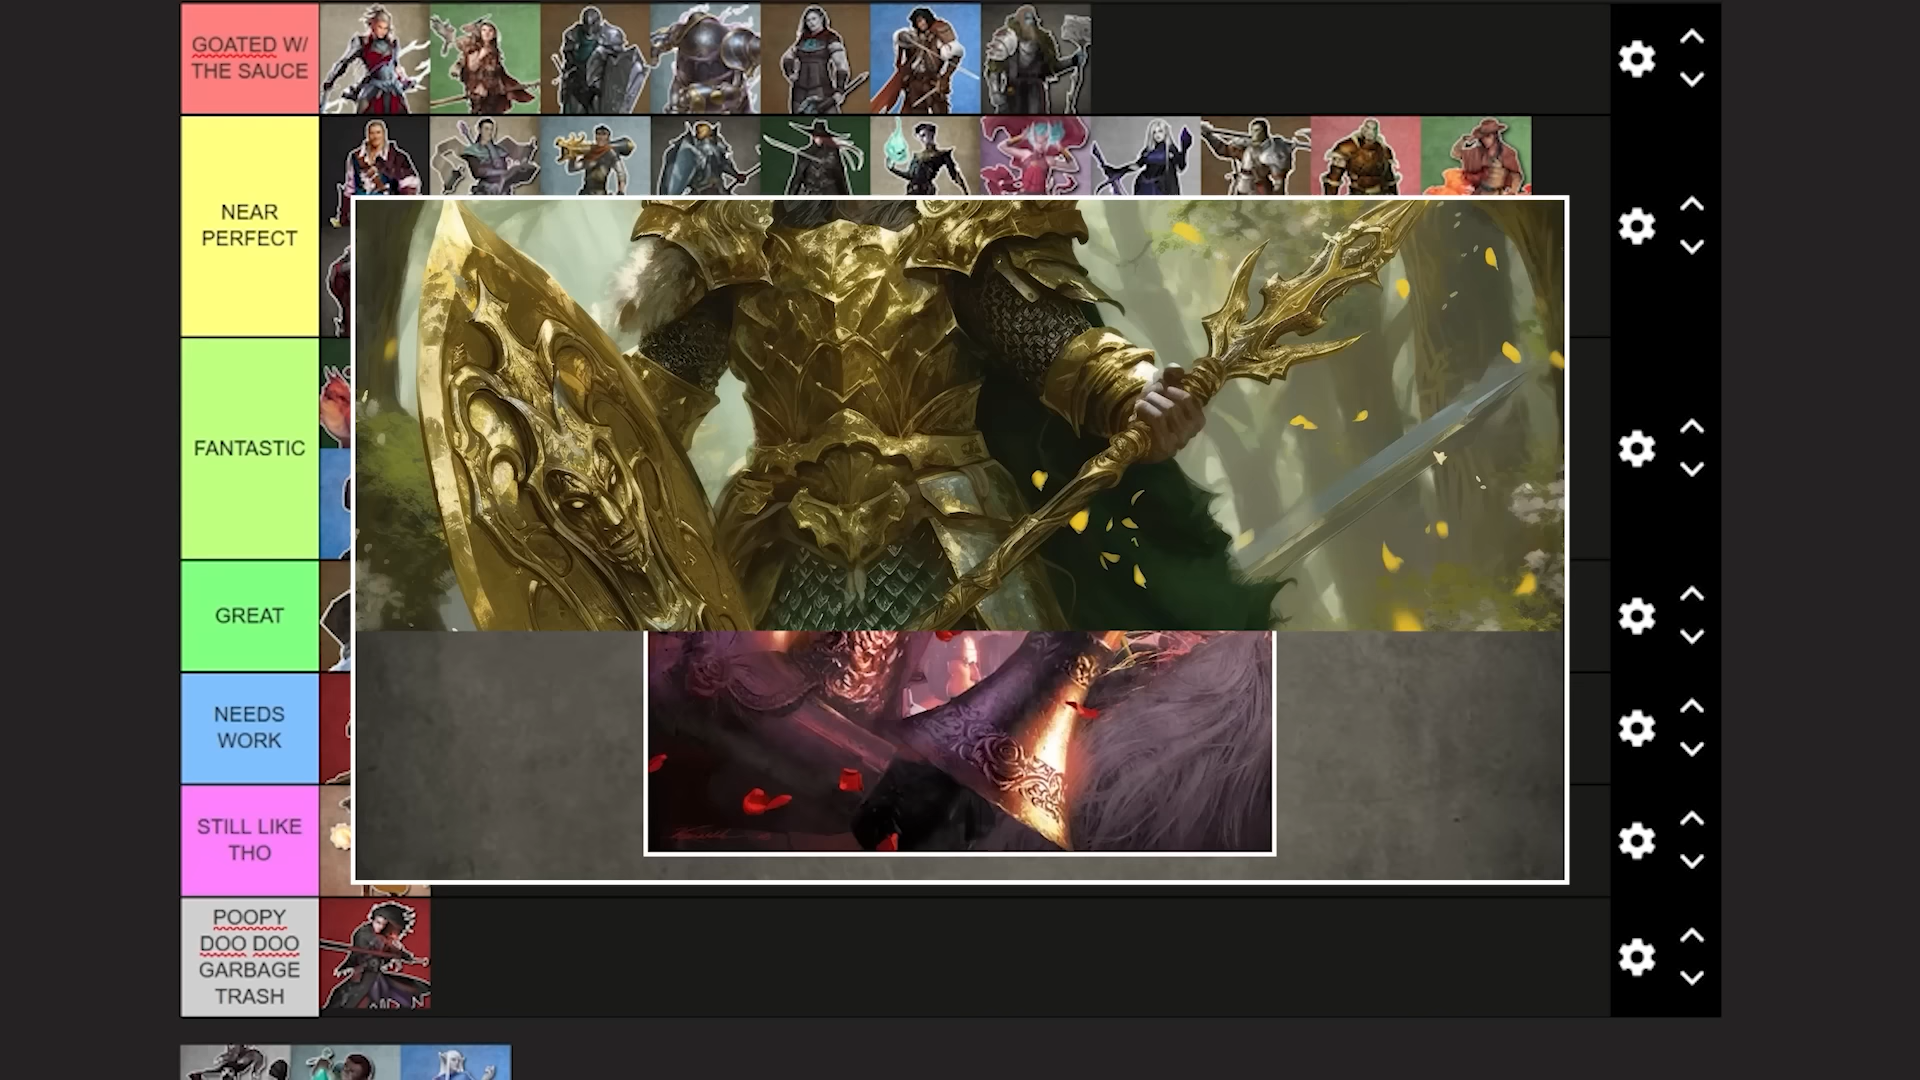 GOATED W/
THE SAUCE
NEAR
PERFECT
FANTASTIC
GREAT
NEEDS
WORK
STILL LIKE
THO
POOPY
DOO DOO
GARBAGE
TRASH